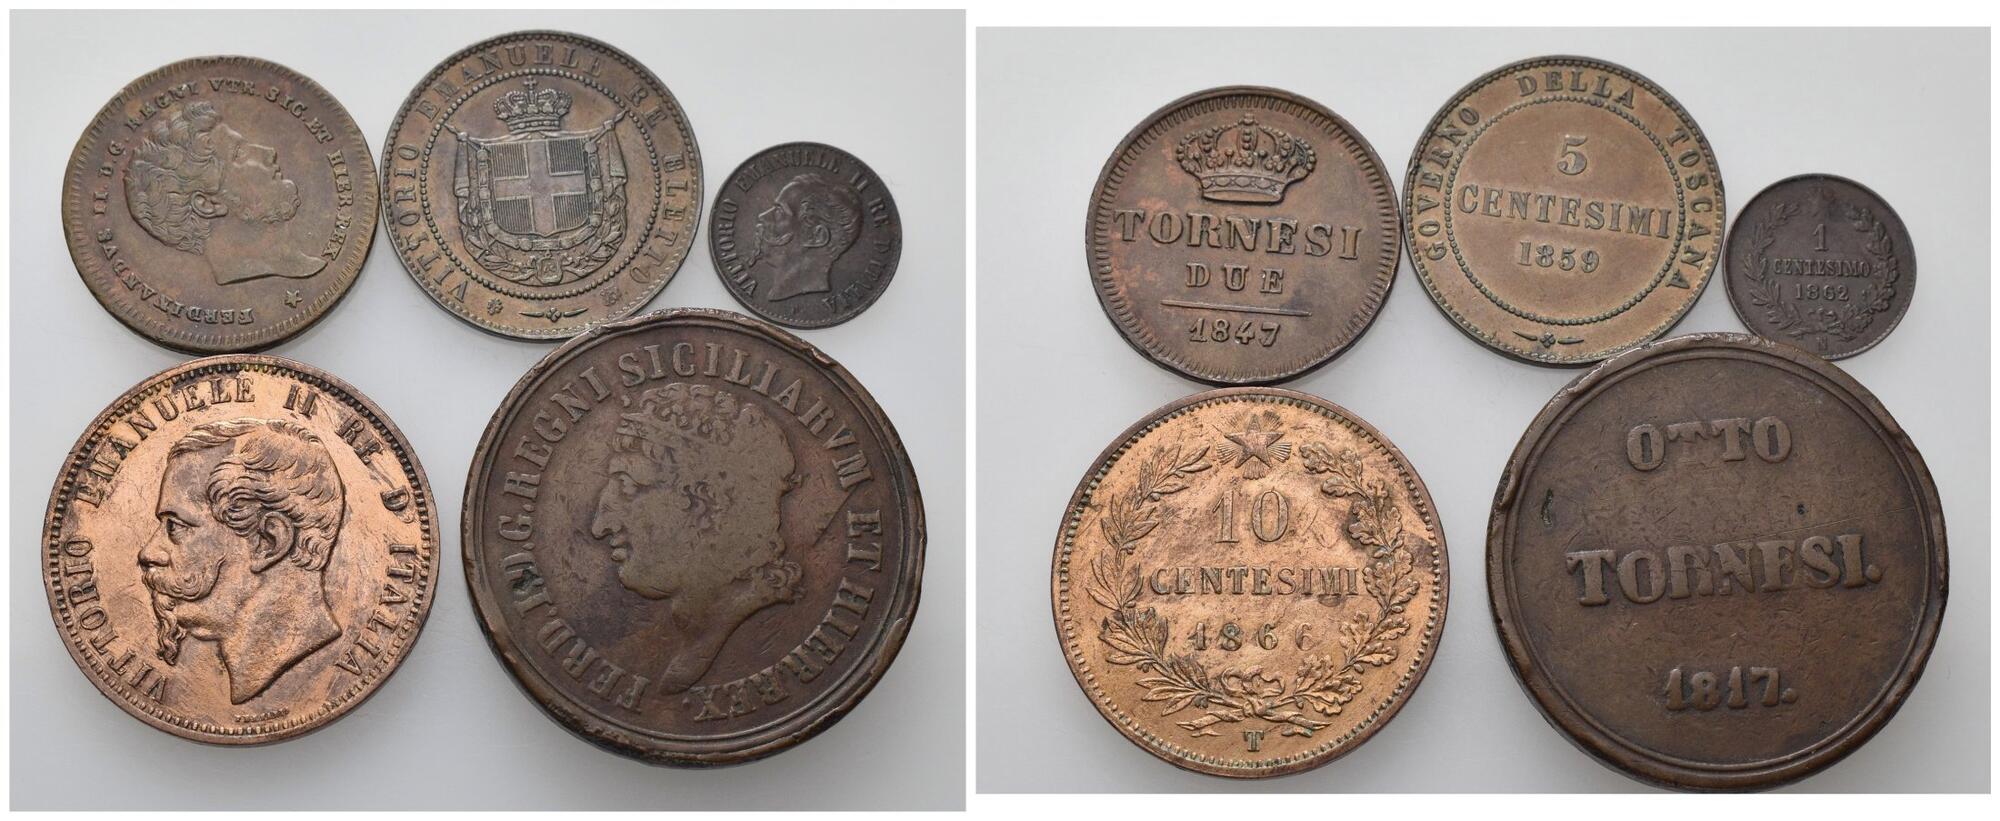 FERDINANDVS II. D.G. REGNI VTR. SIC. ET HIER. REX
VITTORIO EMANUELE RE ELETTO
VITTORIO EMANUELE II RE D'ITALIA
VITTORIO EMANUELE II RE D'ITALIA
FERD. I. D.G. REGNI SICILIARVM ET HIER. REX.
TORNESI
DUE
1847
GOVERNO DELLA TOSCANA
5
CENTESIMI
1859
1
CENTESIMO
1862
N
10
CENTESIMI
1866
T
OTTO
TORNESI.
1817.